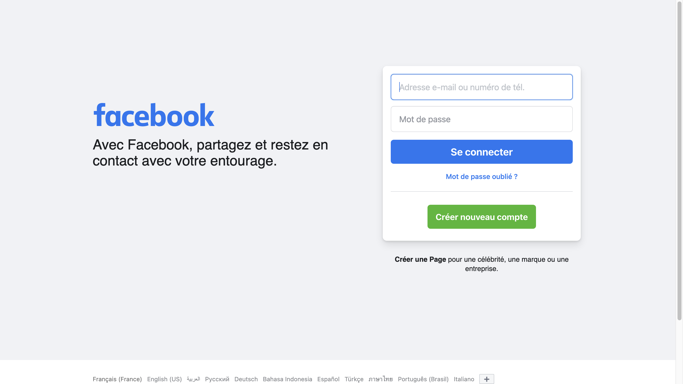 facebook
Avec Facebook, partagez et restez en
contact avec votre entourage.
Adresse e-mail ou numéro de tél.
Mot de passe
Se connecter
Mot de passe oublié ?
Créer nouveau compte
Créer une Page pour une célébrité, une marque ou une
entreprise.
Français (France) English (US) العربية Русский Deutsch Bahasa Indonesia Español Türkçe ภาษาไทย Português (Brasil) Italiano +